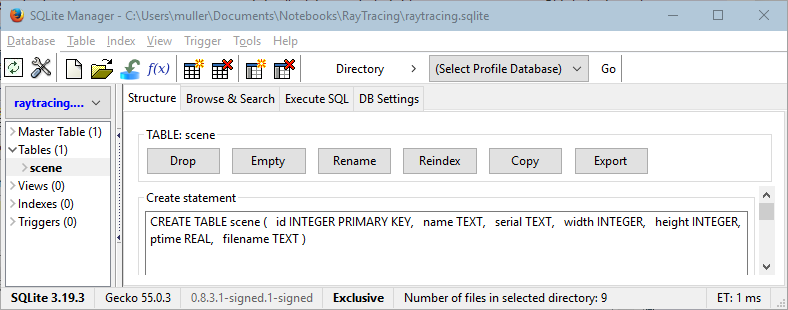 SQLite Manager - C:\Users\muller\Documents\Notebooks\RayTracing\raytracing.sqlite
Database Table Index View Trigger Tools Help
f(x) Directory > (Select Profile Database) Go
raytracing....
Structure Browse & Search Execute SQL DB Settings
Master Table (1)
Tables (1)
scene
Views (0)
Indexes (0)
Triggers (0)
TABLE: scene
Drop Empty Rename Reindex Copy Export
Create statement
CREATE TABLE scene ( id INTEGER PRIMARY KEY, name TEXT, serial TEXT, width INTEGER, height INTEGER,
ptime REAL, filename TEXT )
SQLite 3.19.3 Gecko 55.0.3 0.8.3.1-signed.1-signed Exclusive Number of files in selected directory: 9 ET: 1 ms